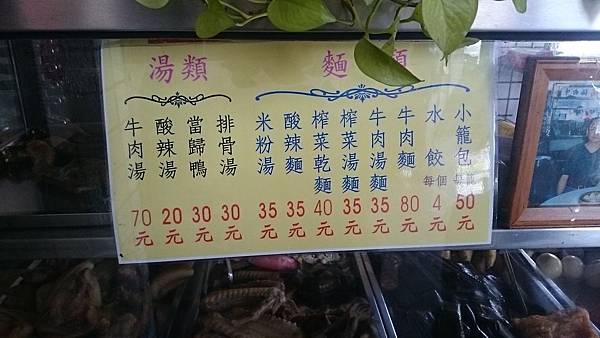 麵類
小籠包 50元
水餃 每個 4元
牛肉麵 80元
牛肉湯麵 35元
榨菜湯麵 35元
榨菜乾麵 40元
酸辣麵 35元
米粉湯 35元
湯類
排骨湯 30元
當歸鴨 30元
酸辣湯 20元
牛肉湯 70元